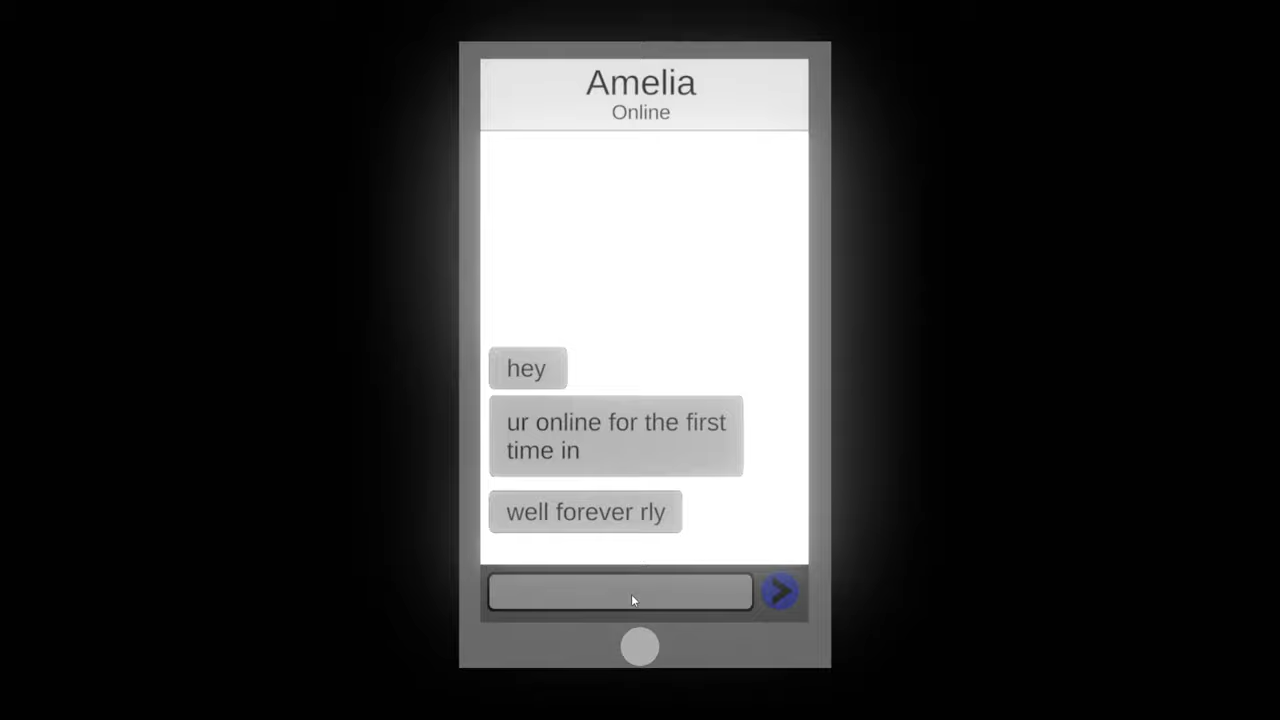 Amelia
Online
hey
ur online for the first
time in
well forever rly